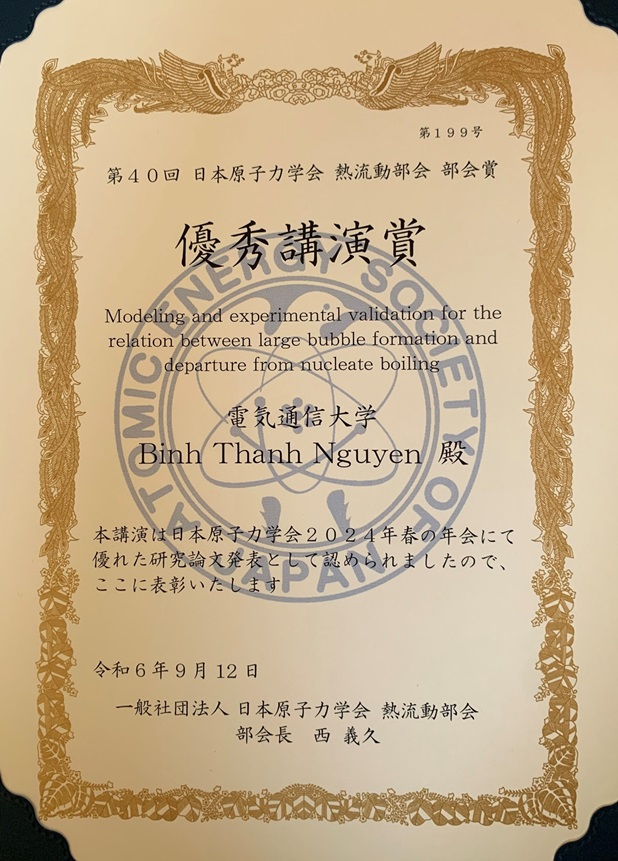 第199号
第40回 日本原子力学会 熱流動部会 部会賞
優秀講演賞
Modeling and experimental validation for the
relation between large bubble formation and
departure from nucleate boiling
電気通信大学
Binh Thanh Nguyen 殿
本講演は日本原子力学会2024年春の年会にて
優れた研究論文発表として認められましたので、
ここに表彰いたします
令和6年9月12日
一般社団法人 日本原子力学会 熱流動部会
部会長 西 義久
ATOMIC ENERGY SOCIETY OF JAPAN